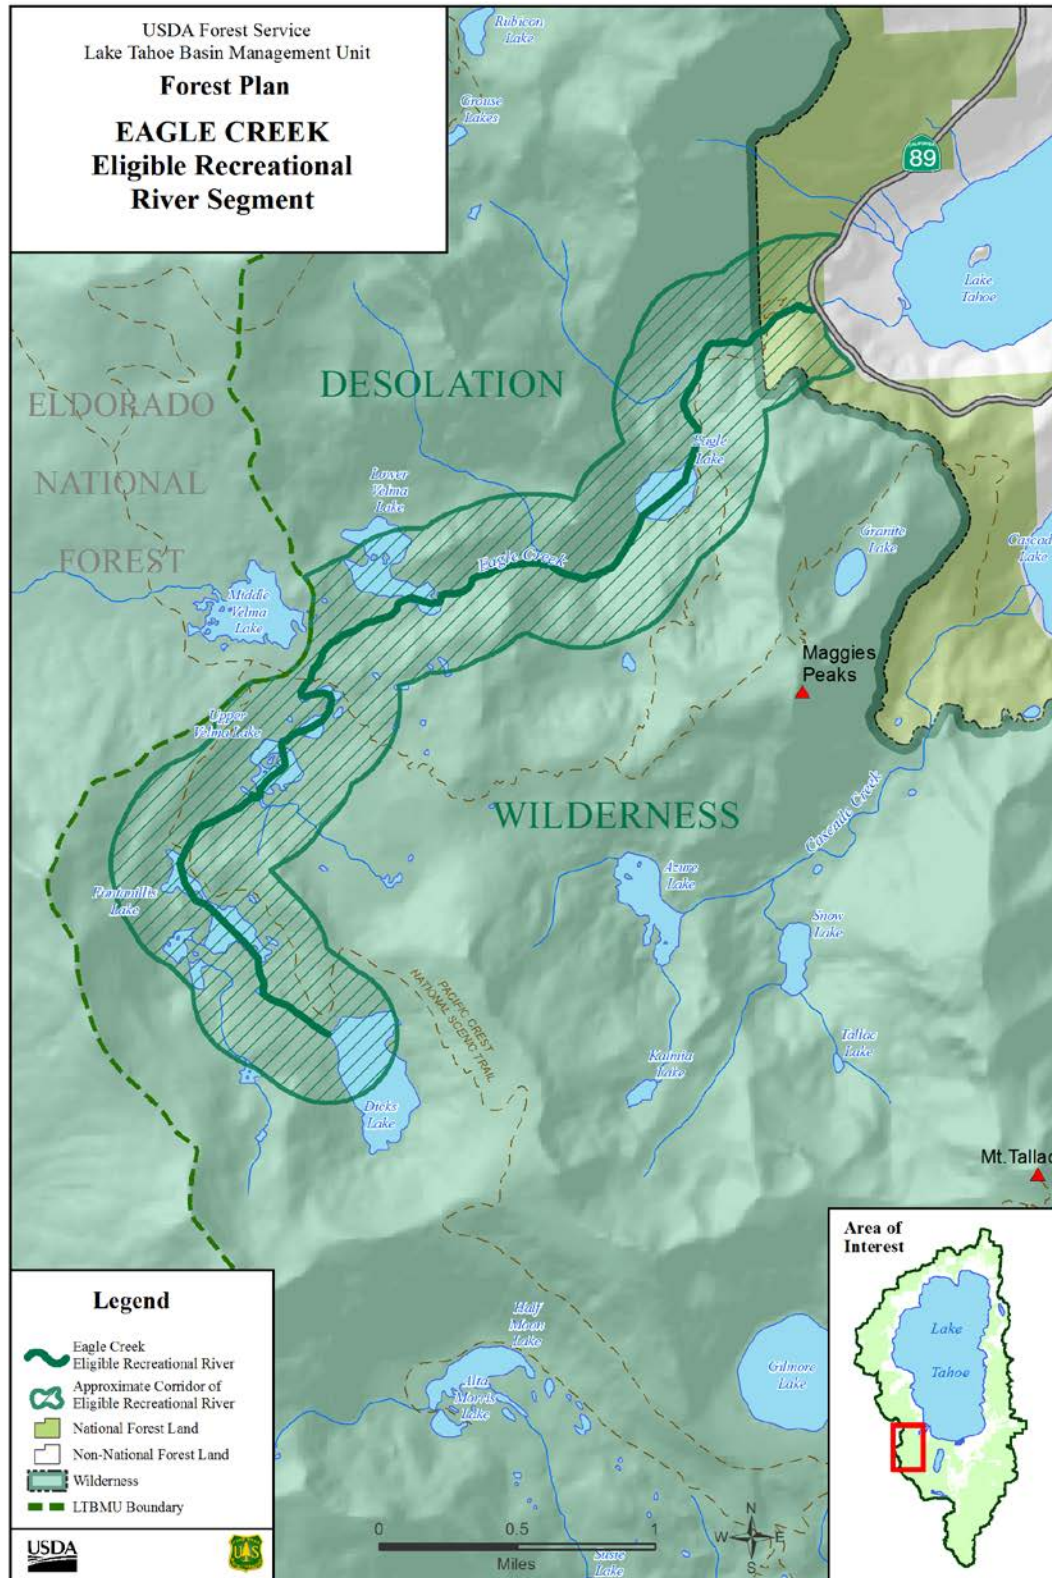 USDA Forest Service
Lake Tahoe Basin Management Unit
Forest Plan
EAGLE CREEK
Eligible Recreational
River Segment
Rubicon
Lake
Grouse
Lakes
CALIFORNIA
89
Lake
Tahoe
DESOLATION
ELDORADO
NATIONAL
FOREST
Eagle
Lake
Lower
Velma
Lake
Eagle Creek
Granite
Lake
Cascade
Lake
Middle
Velma
Lake
Maggies
Peaks
Upper
Velma Lake
WILDERNESS
Cascade Creek
Azure
Lake
Fontanillis
Lake
Snow
Lake
PACIFIC CREST
NATIONAL SCENIC TRAIL
Kalmia
Lake
Tallac
Lake
Dicks
Lake
Mt.Tallac
Half
Moon
Lake
Alta
Morris
Lake
Gilmore
Lake
Susie
Lake
Legend
Eagle Creek
Eligible Recreational River
Approximate Corridor of
Eligible Recreational River
National Forest Land
Non-National Forest Land
Wilderness
LTBMU Boundary
USDA
U S
0 0.5 1
Miles
N
W E
S
Area of
Interest
Lake
Tahoe